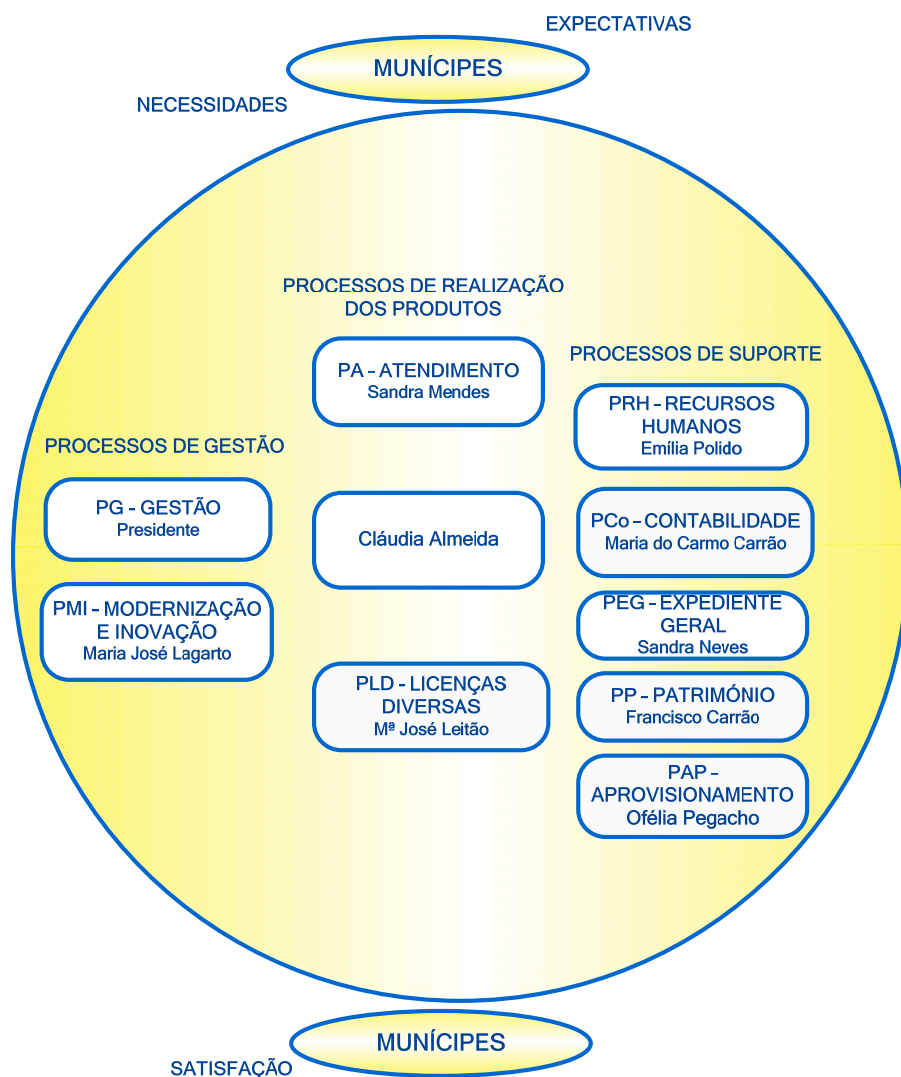 EXPECTATIVAS
MUNÍCIPES
NECESSIDADES
PROCESSOS DE GESTÃO
PG - GESTÃO
Presidente
PMI - MODERNIZAÇÃO
E INOVAÇÃO
Maria José Lagarto
PROCESSOS DE REALIZAÇÃO
DOS PRODUTOS
PA - ATENDIMENTO
Sandra Mendes
Cláudia Almeida
PLD - LICENÇAS
DIVERSAS
Mª José Leitão
PROCESSOS DE SUPORTE
PRH - RECURSOS
HUMANOS
Emília Polido
PCo - CONTABILIDADE
Maria do Carmo Carrão
PEG - EXPEDIENTE
GERAL
Sandra Neves
PP - PATRIMÓNIO
Francisco Carrão
PAP -
APROVISIONAMENTO
Ofélia Pegacho
MUNÍCIPES
SATISFAÇÃO